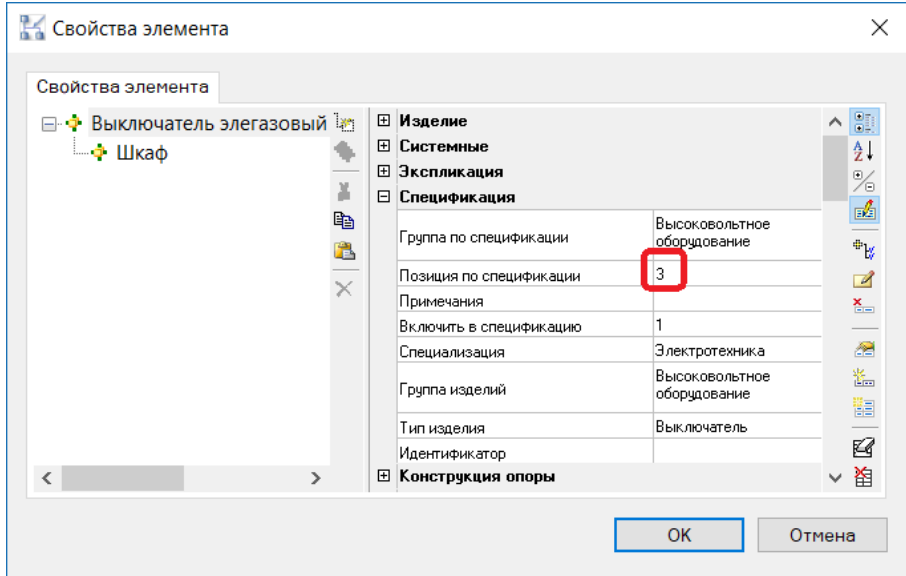 Свойства элемента
Свойства элемента
Выключатель элегазовый
Шкаф
Изделие
Системные
Экспликация
Спецификация
Группа по спецификации
Высоковольтное
оборудование
Позиция по спецификации 3
Примечания
Включить в спецификацию 1
Специализация Электротехника
Группа изделий
Высоковольтное
оборудование
Тип изделия Выключатель
Идентификатор
Конструкция опоры
OK Отмена